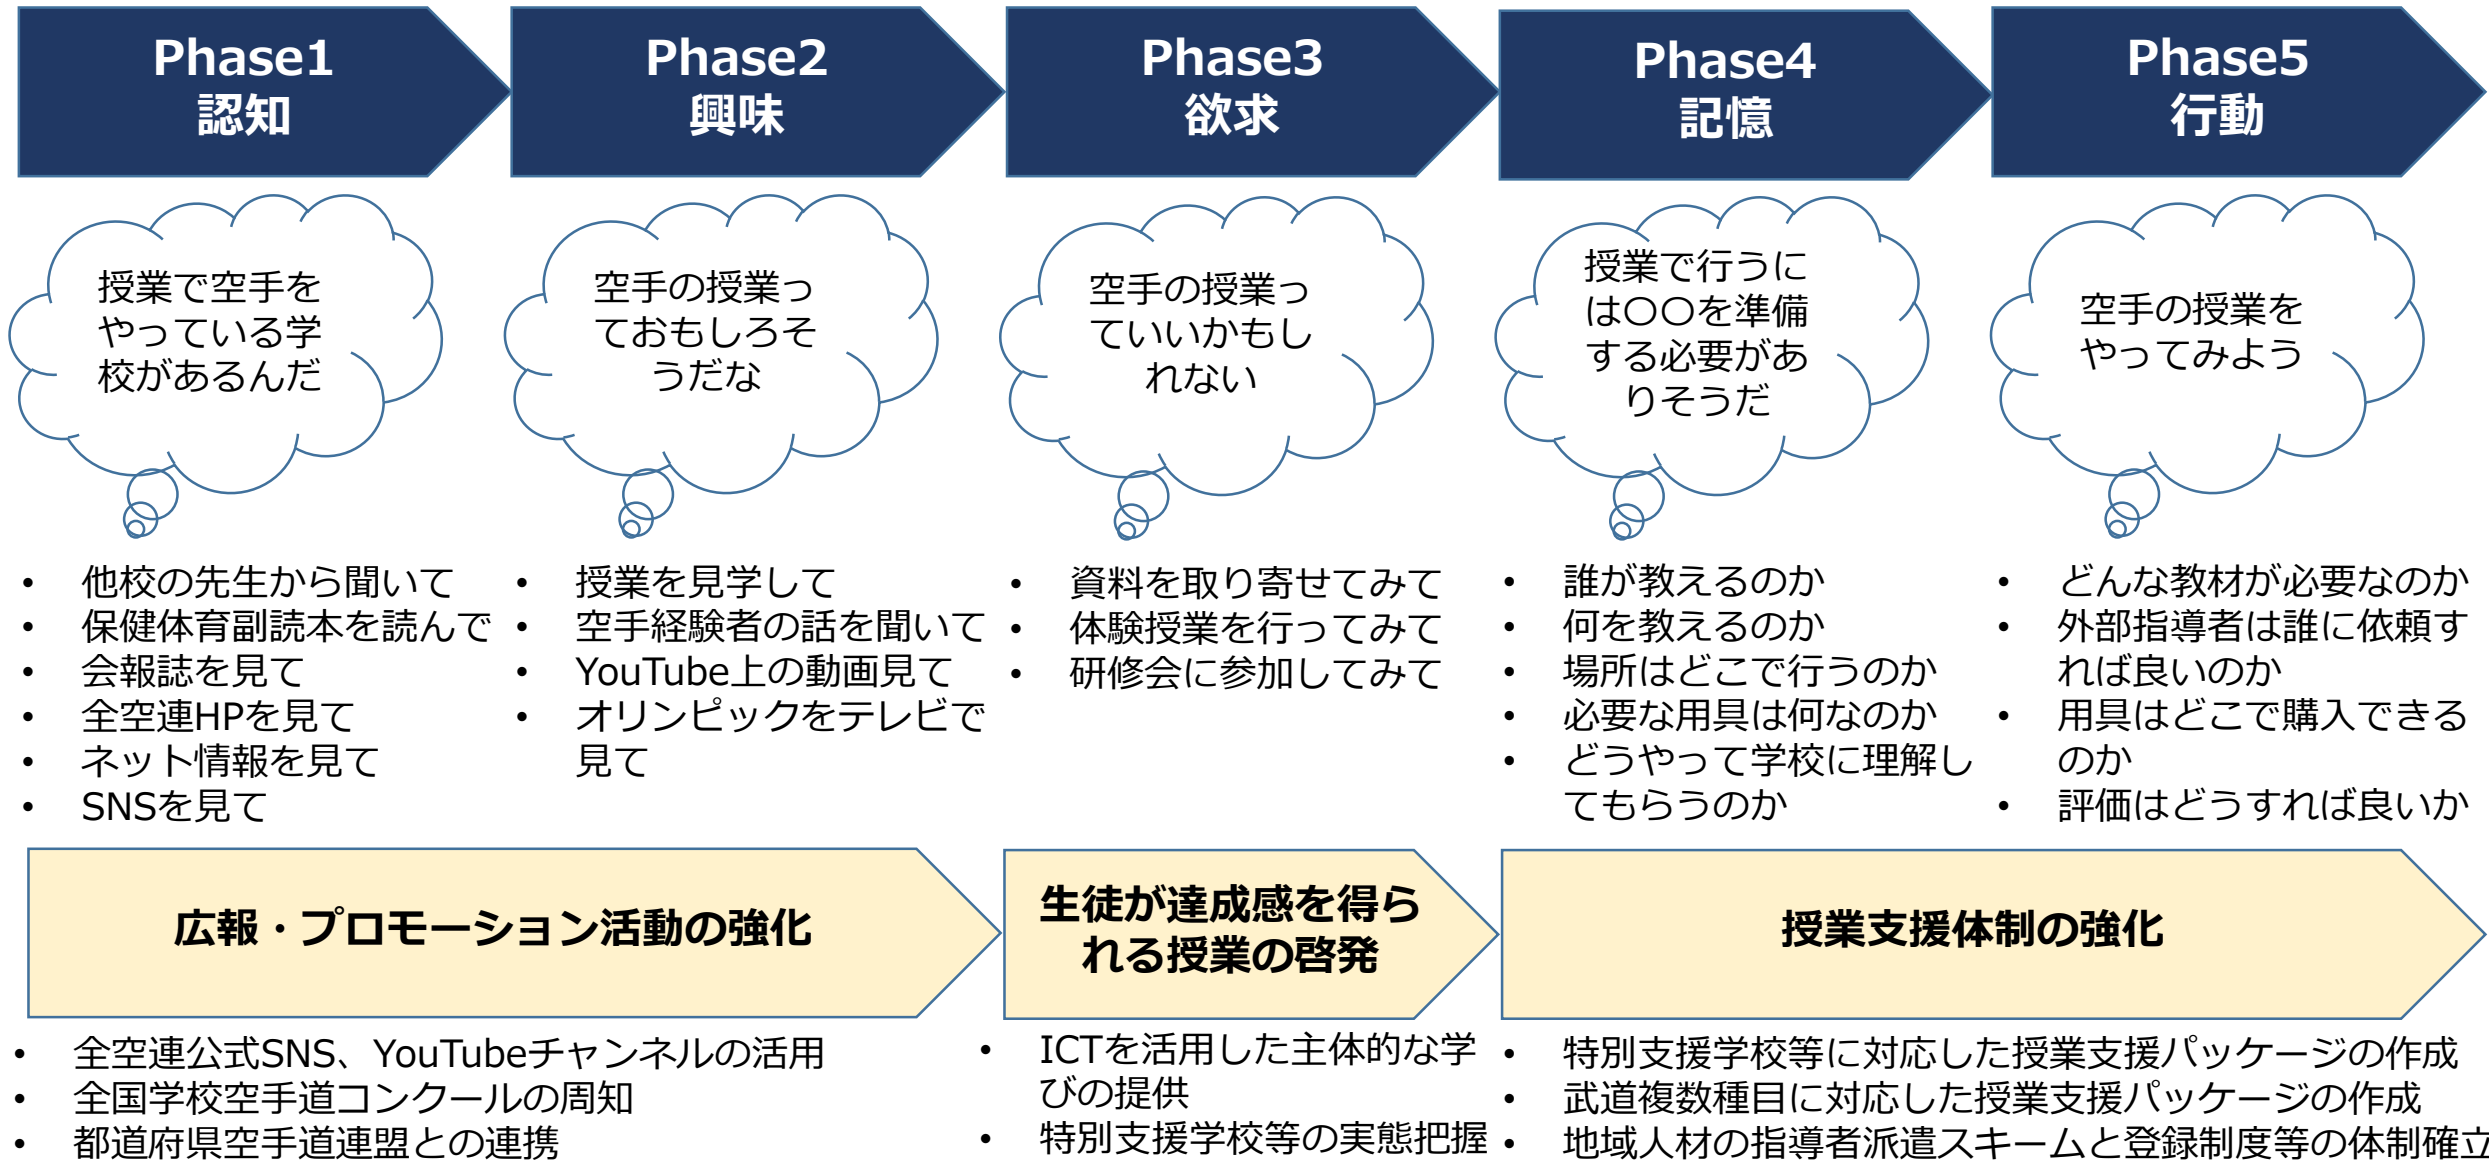 Phase1
認知
Phase2
興味
Phase3
欲求
Phase4
記憶
Phase5
行動
授業で空手を
やっている学
校があるんだ
空手の授業っ
ておもしろそ
うだな
空手の授業っ
ていいかもし
れない
授業で行うに
は〇〇を準備
する必要があ
りそうだ
空手の授業を
やってみよう
• 他校の先生から聞いて
• 保健体育副読本を読んで
• 会報誌を見て
• 全空連HPを見て
• ネット情報を見て
• SNSを見て
• 授業を見学して
• 空手経験者の話を聞いて
• YouTube上の動画見て
• オリンピックをテレビで
見て
• 資料を取り寄せてみて
• 体験授業を行ってみて
• 研修会に参加してみて
• 誰が教えるのか
• 何を教えるのか
• 場所はどこで行うのか
• 必要な用具は何なのか
• どうやって学校に理解し
てもらうのか
• どんな教材が必要なのか
• 外部指導者は誰に依頼す
れば良いのか
• 用具はどこで購入できる
のか
• 評価はどうすれば良いか
広報・プロモーション活動の強化
生徒が達成感を得ら
れる授業の啓発
授業支援体制の強化
• 全空連公式SNS、YouTubeチャンネルの活用
• 全国学校空手道コンクールの周知
• 都道府県空手道連盟との連携
• ICTを活用した主体的な学
びの提供
• 特別支援学校等の実態把握
• 特別支援学校等に対応した授業支援パッケージの作成
• 武道複数種目に対応した授業支援パッケージの作成
• 地域人材の指導者派遣スキームと登録制度等の体制確立